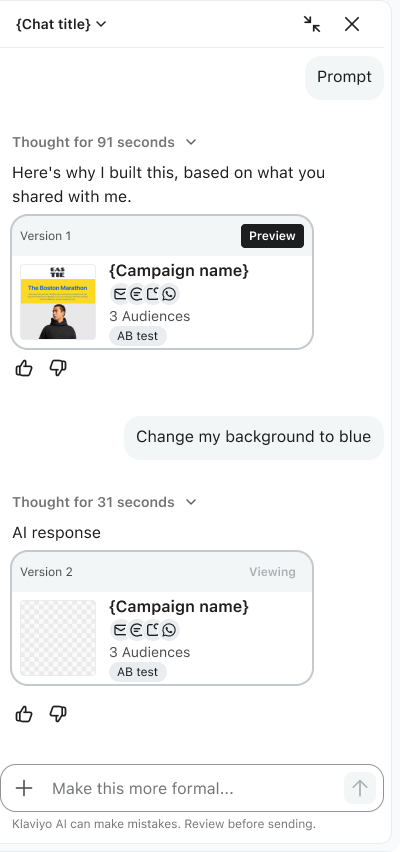 {Chat title}
Prompt
Thought for 91 seconds
Here's why I built this, based on what you
shared with me.
Version 1
Preview
{Campaign name}
The Boston Marathon
3 Audiences
AB test
Change my background to blue
Thought for 31 seconds
AI response
Version 2
Viewing
{Campaign name}
3 Audiences
AB test
Make this more formal...
Klaviyo AI can make mistakes. Review before sending.